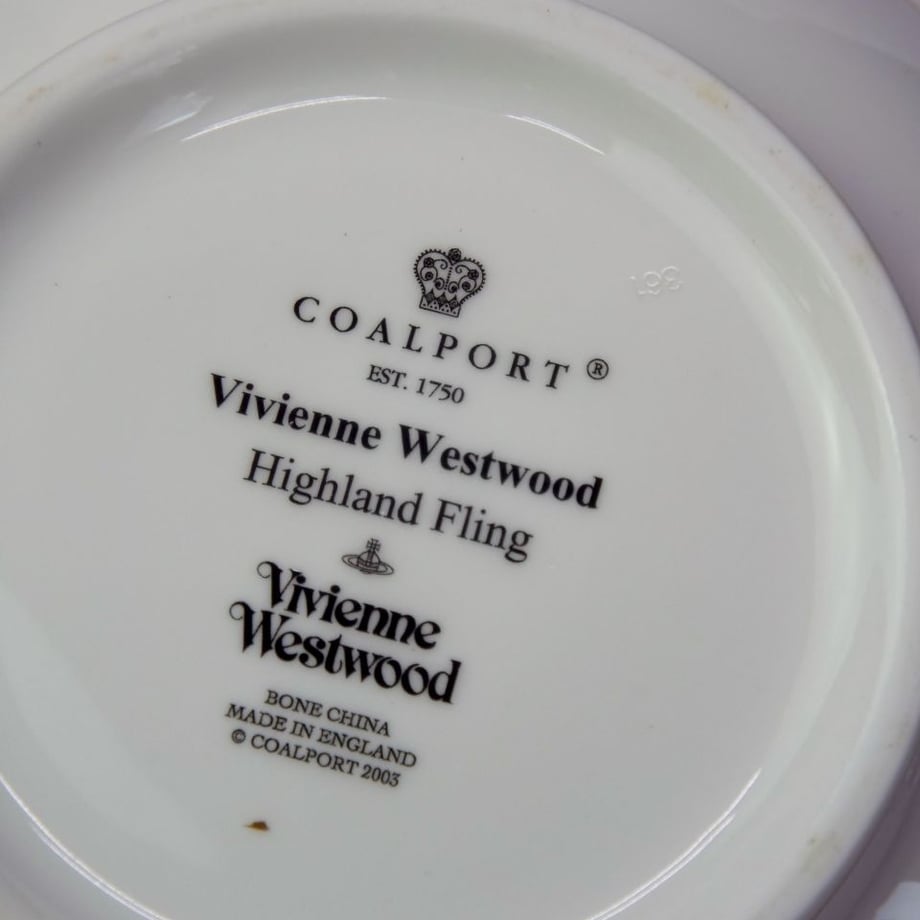 COALPORT ®
EST. 1750
Vivienne Westwood
Highland Fling
Vivienne
Westwood
BONE CHINA
MADE IN ENGLAND
© COALPORT 2003